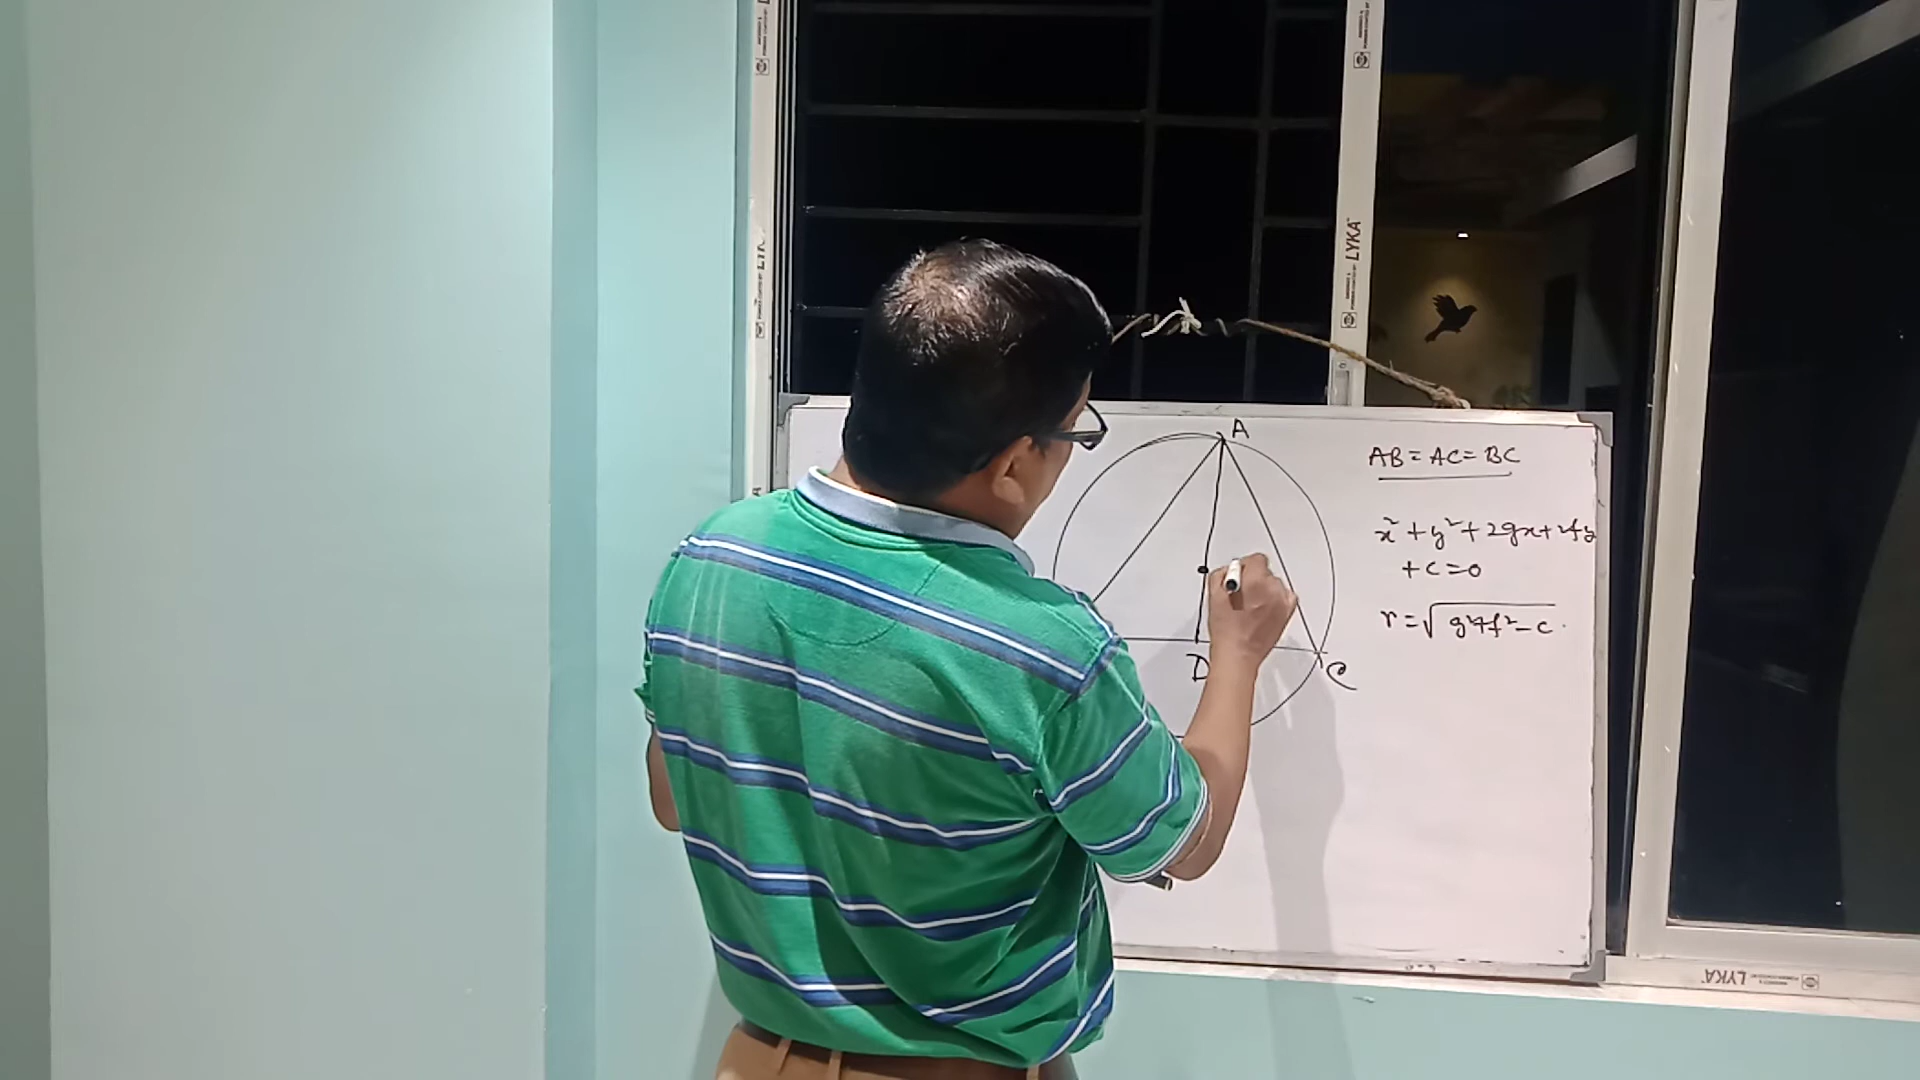 LYKA
LYKA
A
D
C
AB = AC = BC
x² + y² + 2gx + 2fy
+ c = 0
r = √g²+f²-c